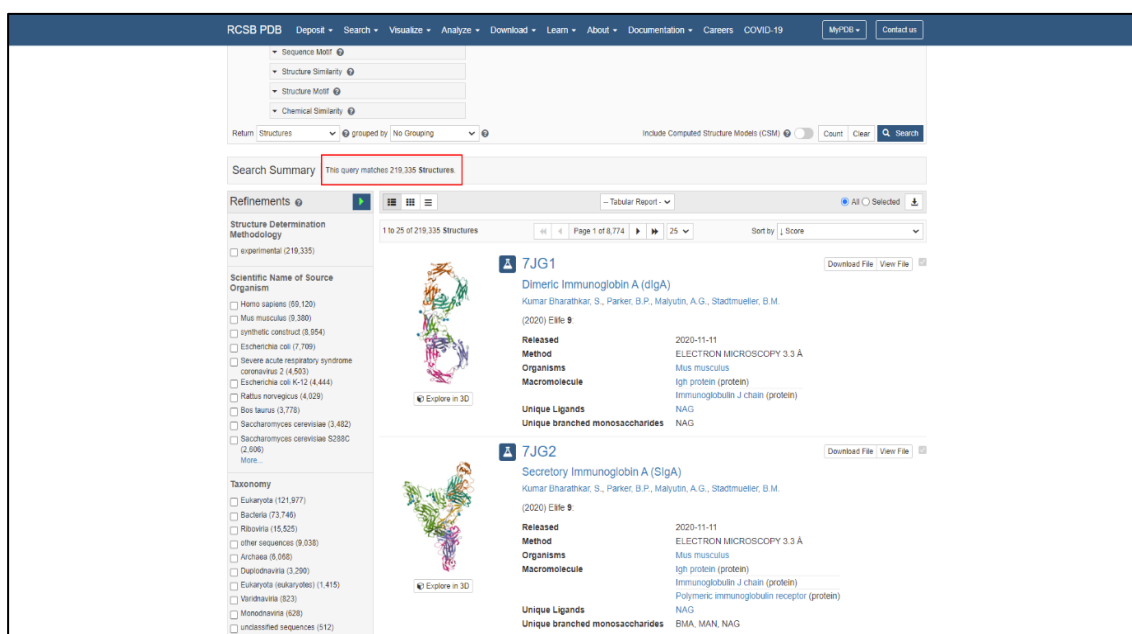 RCSB PDB Deposit Search Visualize Analyze Download Learn About Documentation Careers COVID-19 MyPDB Contact us
Sequence Motif
Structure Similarity
Structure Motif
Chemical Similarity
Return Structures grouped by No Grouping Include Computed Structure Models (CSM) Count Clear Search
Search Summary This query matches 219,335 Structures.
Refinements
-- Tabular Report -- All Selected
Structure Determination
Methodology
experimental (219,335)
Scientific Name of Source
Organism
Homo sapiens (69,120)
Mus musculus (9,380)
synthetic construct (8,954)
Escherichia coli (7,709)
Severe acute respiratory syndrome
coronavirus 2 (4,503)
Escherichia coli K-12 (4,444)
Rattus norvegicus (4,029)
Bos taurus (3,778)
Saccharomyces cerevisiae (3,482)
Saccharomyces cerevisiae S288C
(2,606)
More...
Taxonomy
Eukaryota (121,977)
Bacteria (73,746)
Riboviria (15,525)
other sequences (9,038)
Archaea (6,068)
Duplodnaviria (3,290)
Eukaryota (eukaryotes) (1,415)
Varidnaviria (823)
Monodnaviria (628)
unclassified sequences (512)
1 to 25 of 219,335 Structures Page 1 of 8,774 25 Sort by ↓ Score
7JG1
Download File View File
Dimeric Immunoglobin A (dIgA)
Kumar Bharathkar, S., Parker, B.P., Malyutin, A.G., Stadtmueller, B.M.
(2020) Elife 9:
Released 2020-11-11
Method ELECTRON MICROSCOPY 3.3 Å
Organisms Mus musculus
Macromolecule Igh protein (protein)
Immunoglobulin J chain (protein)
Unique Ligands NAG
Unique branched monosaccharides NAG
Explore in 3D
7JG2
Download File View File
Secretory Immunoglobin A (SIgA)
Kumar Bharathkar, S., Parker, B.P., Malyutin, A.G., Stadtmueller, B.M.
(2020) Elife 9:
Released 2020-11-11
Method ELECTRON MICROSCOPY 3.3 Å
Organisms Mus musculus
Macromolecule Igh protein (protein)
Immunoglobulin J chain (protein)
Polymeric immunoglobulin receptor (protein)
Unique Ligands NAG
Unique branched monosaccharides BMA, MAN, NAG
Explore in 3D